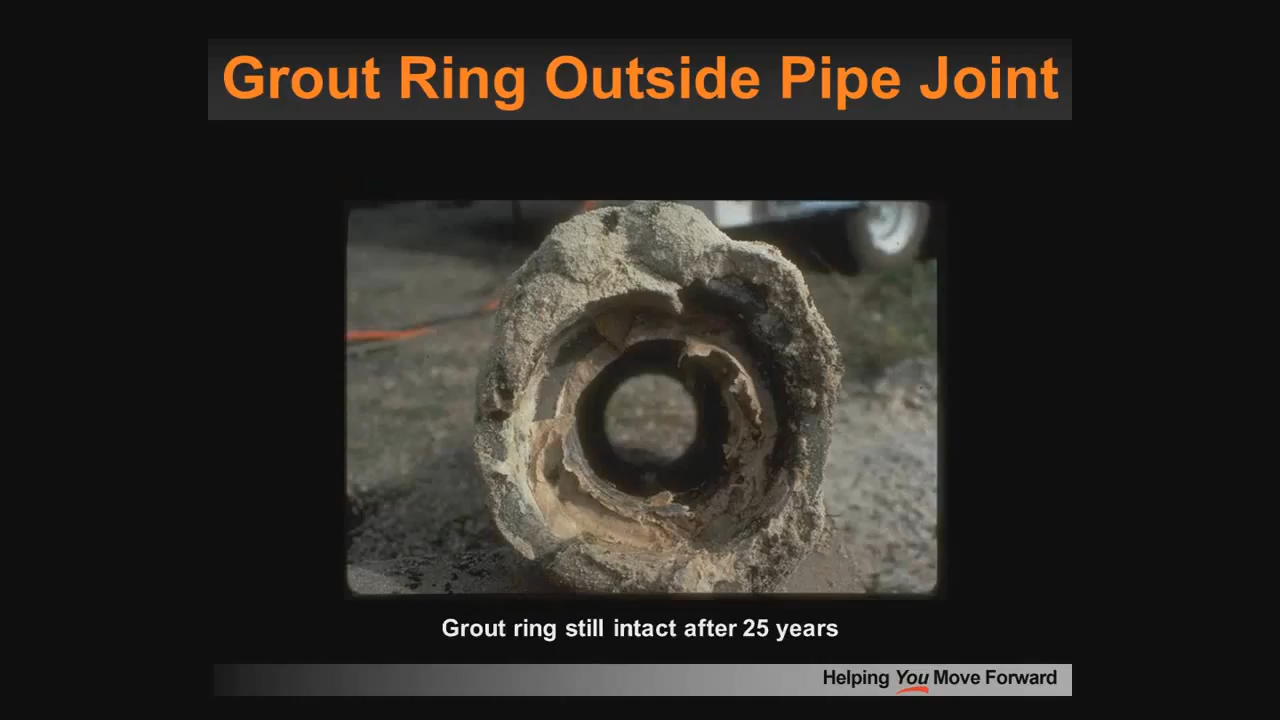 Grout Ring Outside Pipe Joint
Grout ring still intact after 25 years
Helping You Move Forward